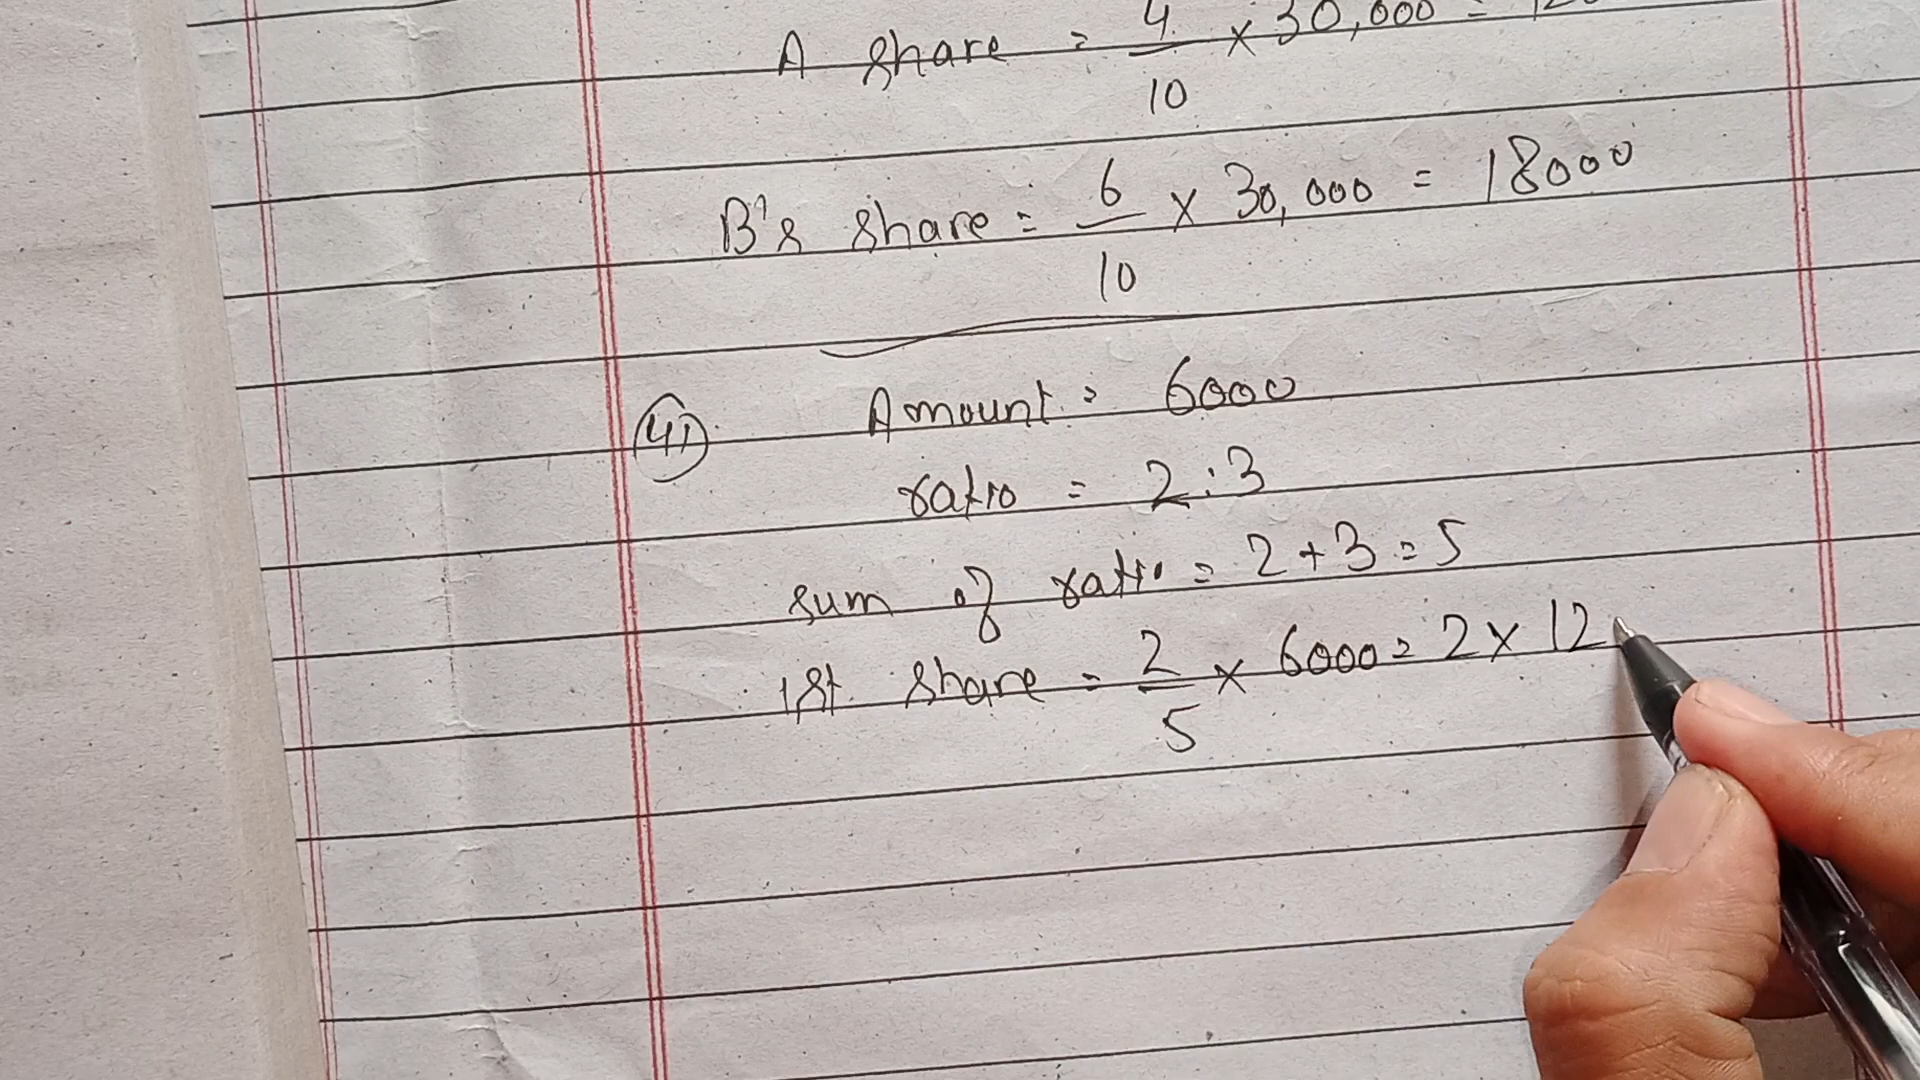 A share = 4/10 × 30,000 = 12
B's share = 6/10 × 30,000 = 18000
41) Amount = 6000
ratio = 2:3
sum of ratio = 2+3=5
1st share = 2/5 × 6000 = 2 × 12